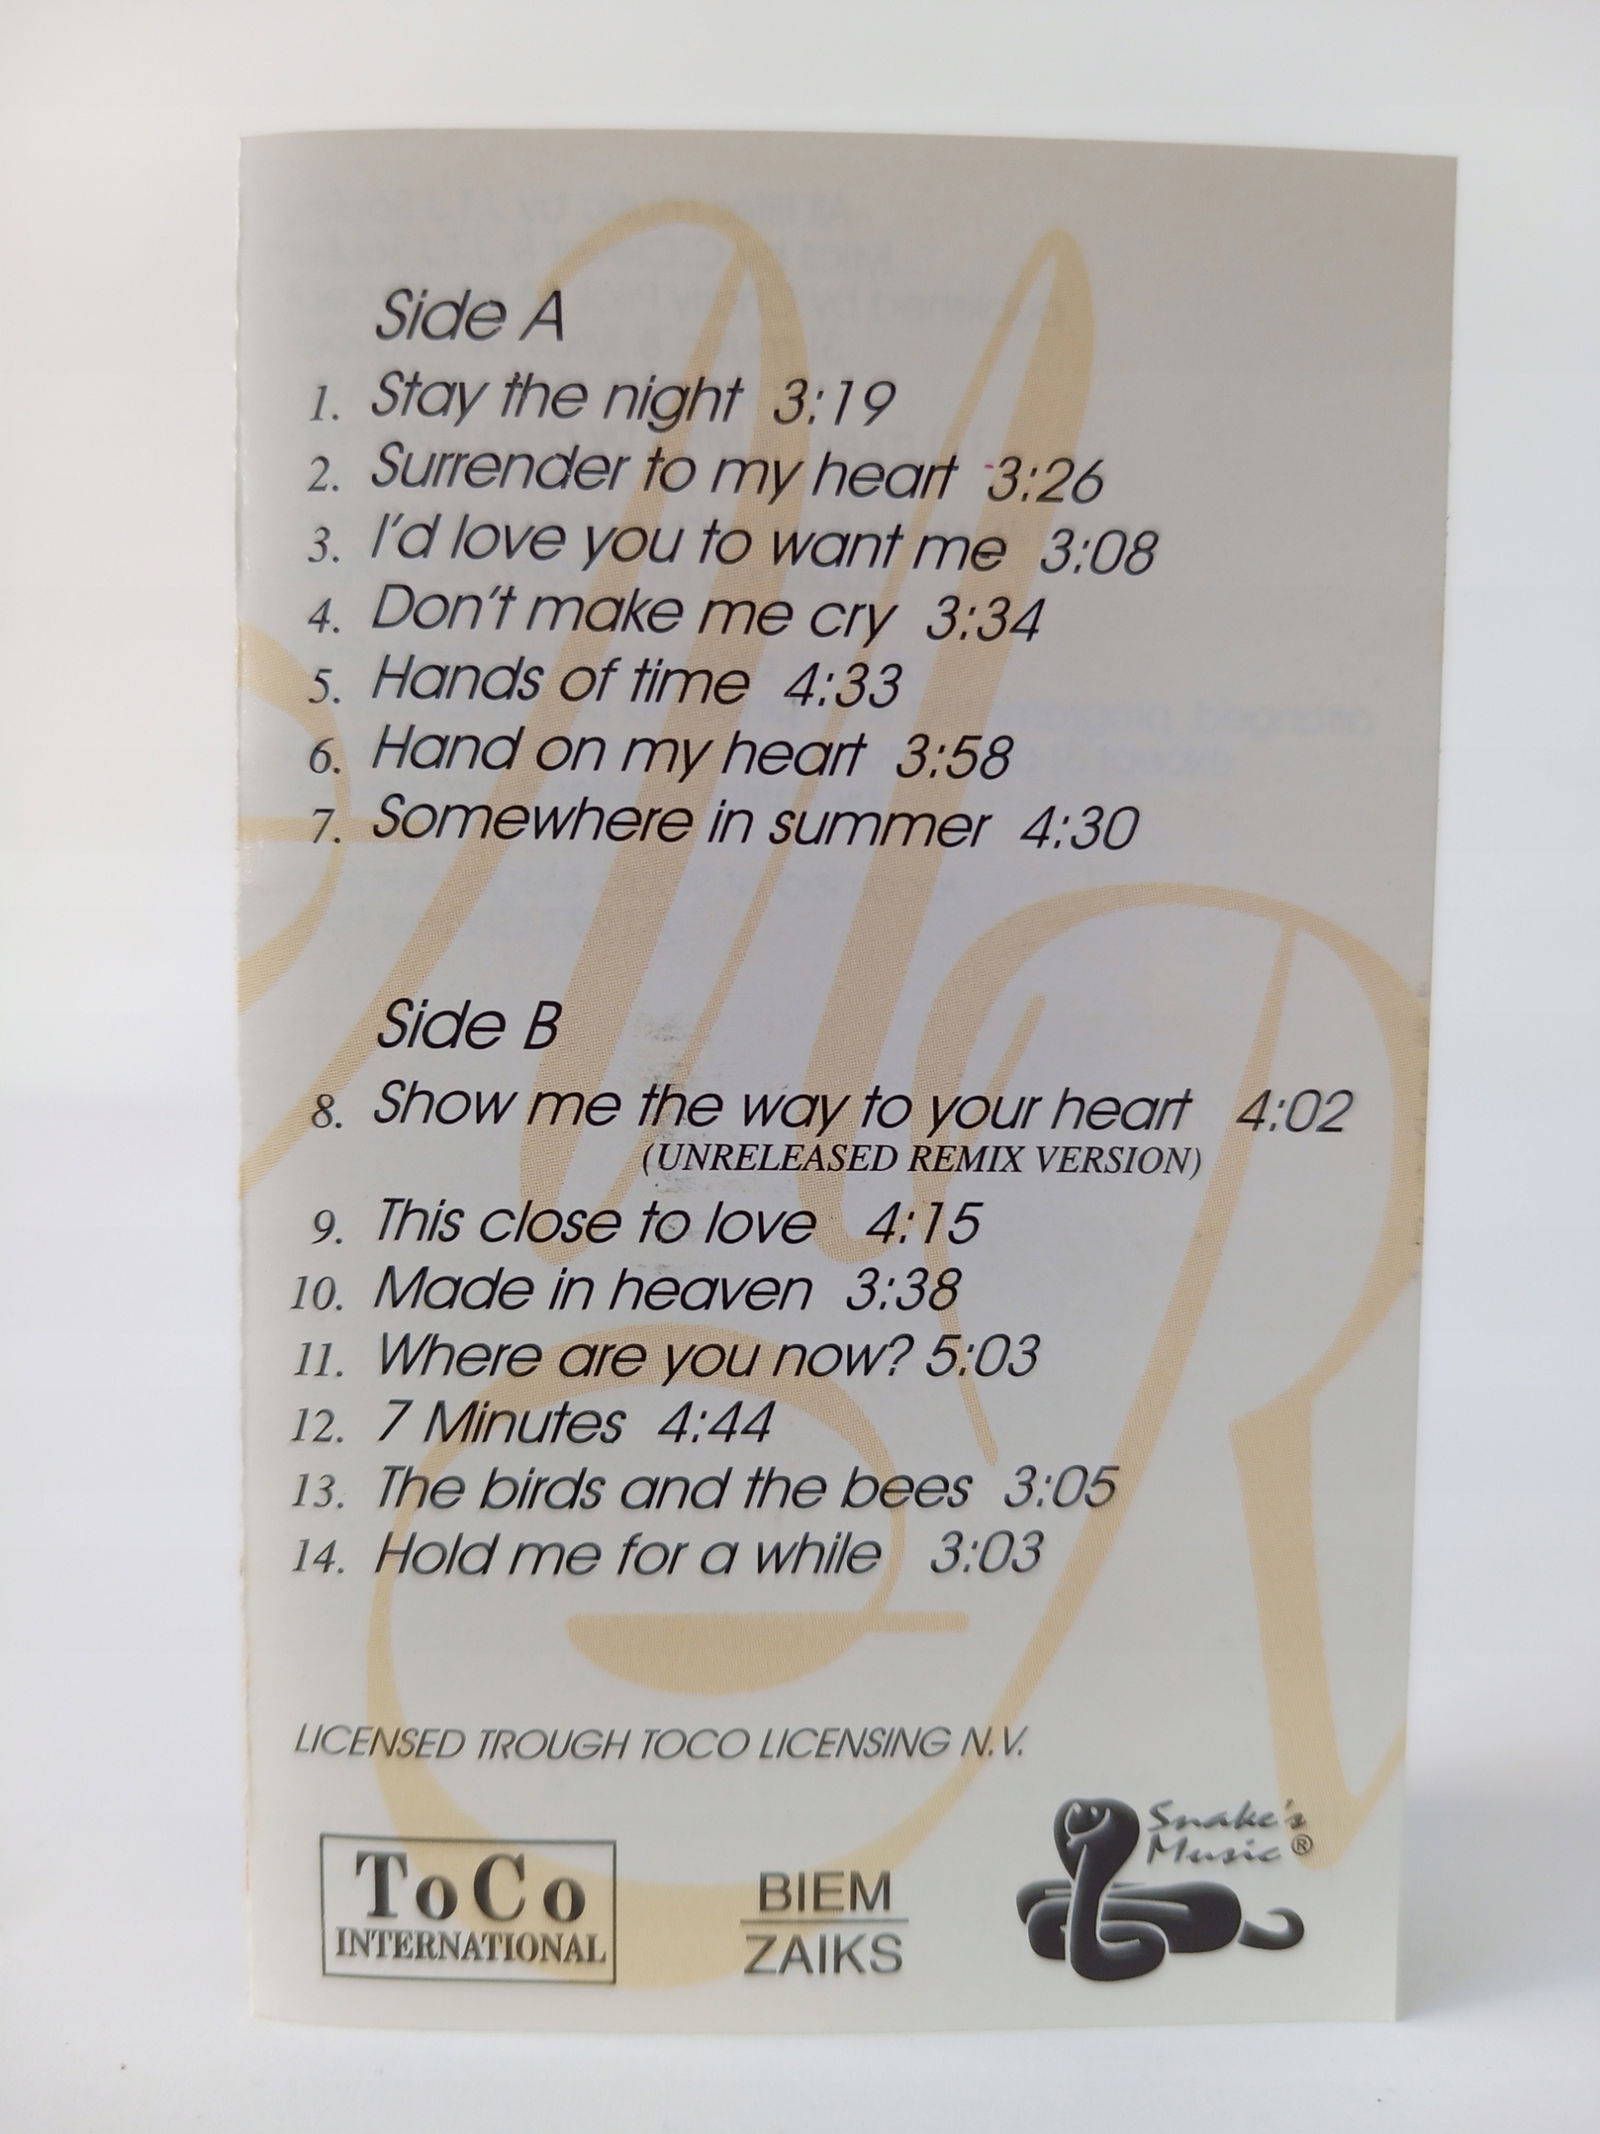 Side A
1. Stay the night 3:19
2. Surrender to my heart 3:26
3. I'd love you to want me 3:08
4. Don't make me cry 3:34
5. Hands of time 4:33
6. Hand on my heart 3:58
7. Somewhere in summer 4:30
Side B
8. Show me the way to your heart 4:02
(UNRELEASED REMIX VERSION)
9. This close to love 4:15
10. Made in heaven 3:38
11. Where are you now? 5:03
12. 7 Minutes 4:44
13. The birds and the bees 3:05
14. Hold me for a while 3:03
LICENSED TROUGH TOCO LICENSING N.V.
ToCo
INTERNATIONAL
BIEM
ZAIKS
Snake's
Music®